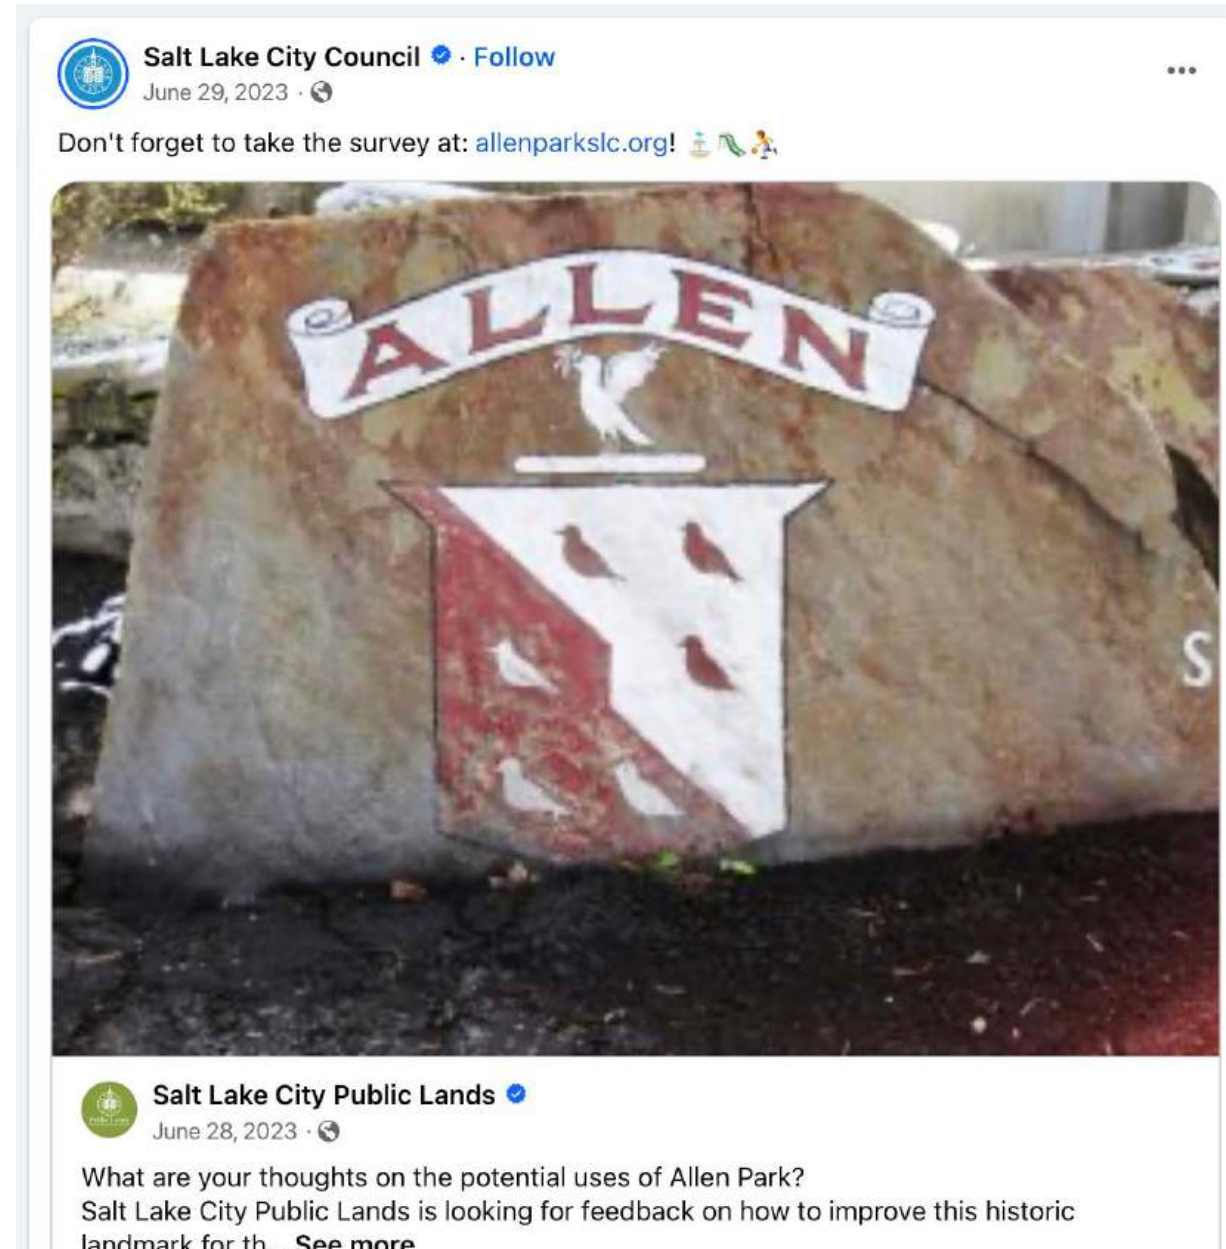 Salt Lake City Council · Follow
June 29, 2023 ·
Don't forget to take the survey at: allenparkslc.org!
ALLEN
S
Salt Lake City Public Lands
June 28, 2023 ·
What are your thoughts on the potential uses of Allen Park?
Salt Lake City Public Lands is looking for feedback on how to improve this historic
landmark for th... See more